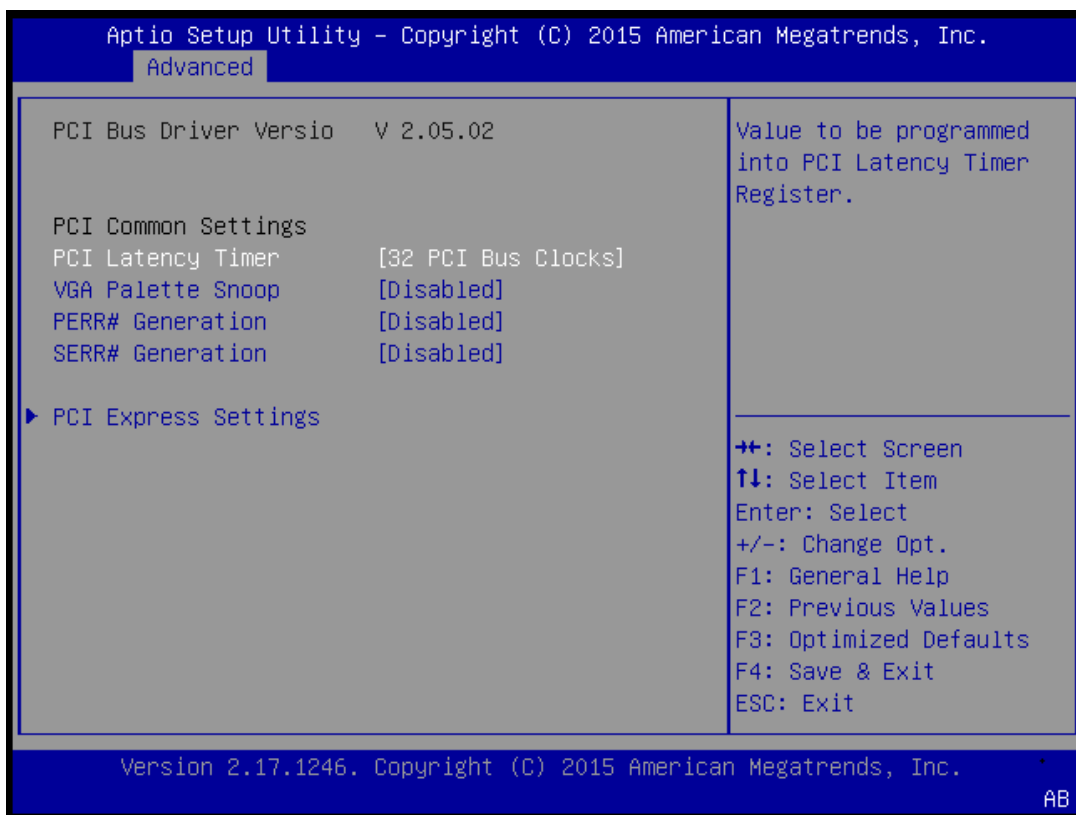 Aptio Setup Utility – Copyright (C) 2015 American Megatrends, Inc.
Advanced
PCI Bus Driver Versio V 2.05.02
PCI Common Settings
PCI Latency Timer [32 PCI Bus Clocks]
VGA Palette Snoop [Disabled]
PERR# Generation [Disabled]
SERR# Generation [Disabled]
▶ PCI Express Settings
Value to be programmed
into PCI Latency Timer
Register.
→←: Select Screen
↑↓: Select Item
Enter: Select
+/-: Change Opt.
F1: General Help
F2: Previous Values
F3: Optimized Defaults
F4: Save & Exit
ESC: Exit
Version 2.17.1246. Copyright (C) 2015 American Megatrends, Inc.
AB